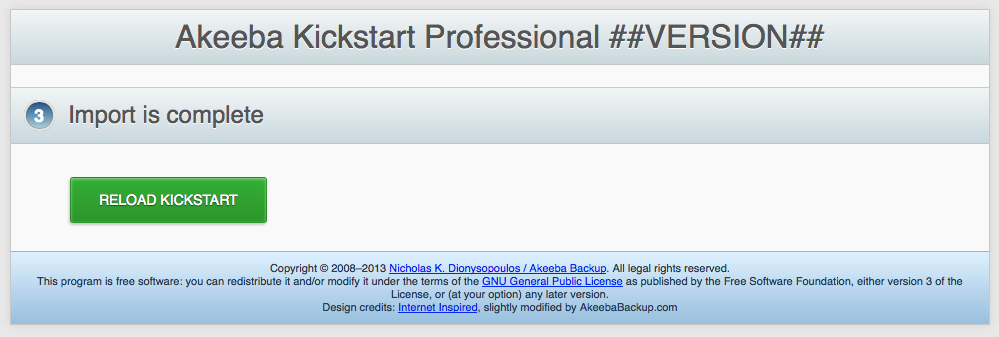 Akeeba Kickstart Professional ##VERSION##
3 Import is complete
RELOAD KICKSTART
Copyright © 2008–2013 Nicholas K. Dionysopoulos / Akeeba Backup. All legal rights reserved.
This program is free software: you can redistribute it and/or modify it under the terms of the GNU General Public License as published by the Free Software Foundation, either version 3 of the
License, or (at your option) any later version.
Design credits: Internet Inspired, slightly modified by AkeebaBackup.com